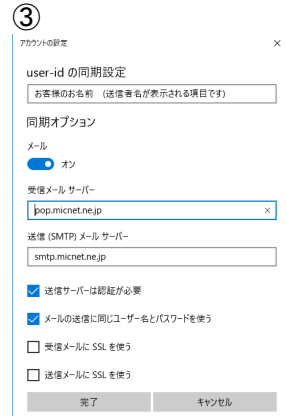 ③
アカウントの設定
user-id の同期設定
お客様のお名前　(送信者名が表示される項目です)
同期オプション
メール
オン
受信メール サーバー
pop.micnet.ne.jp
送信 (SMTP) メール サーバー
smtp.micnet.ne.jp
送信サーバーは認証が必要
メールの送信に同じユーザー名とパスワードを使う
受信メールに SSL を使う
送信メールに SSL を使う
完了 キャンセル